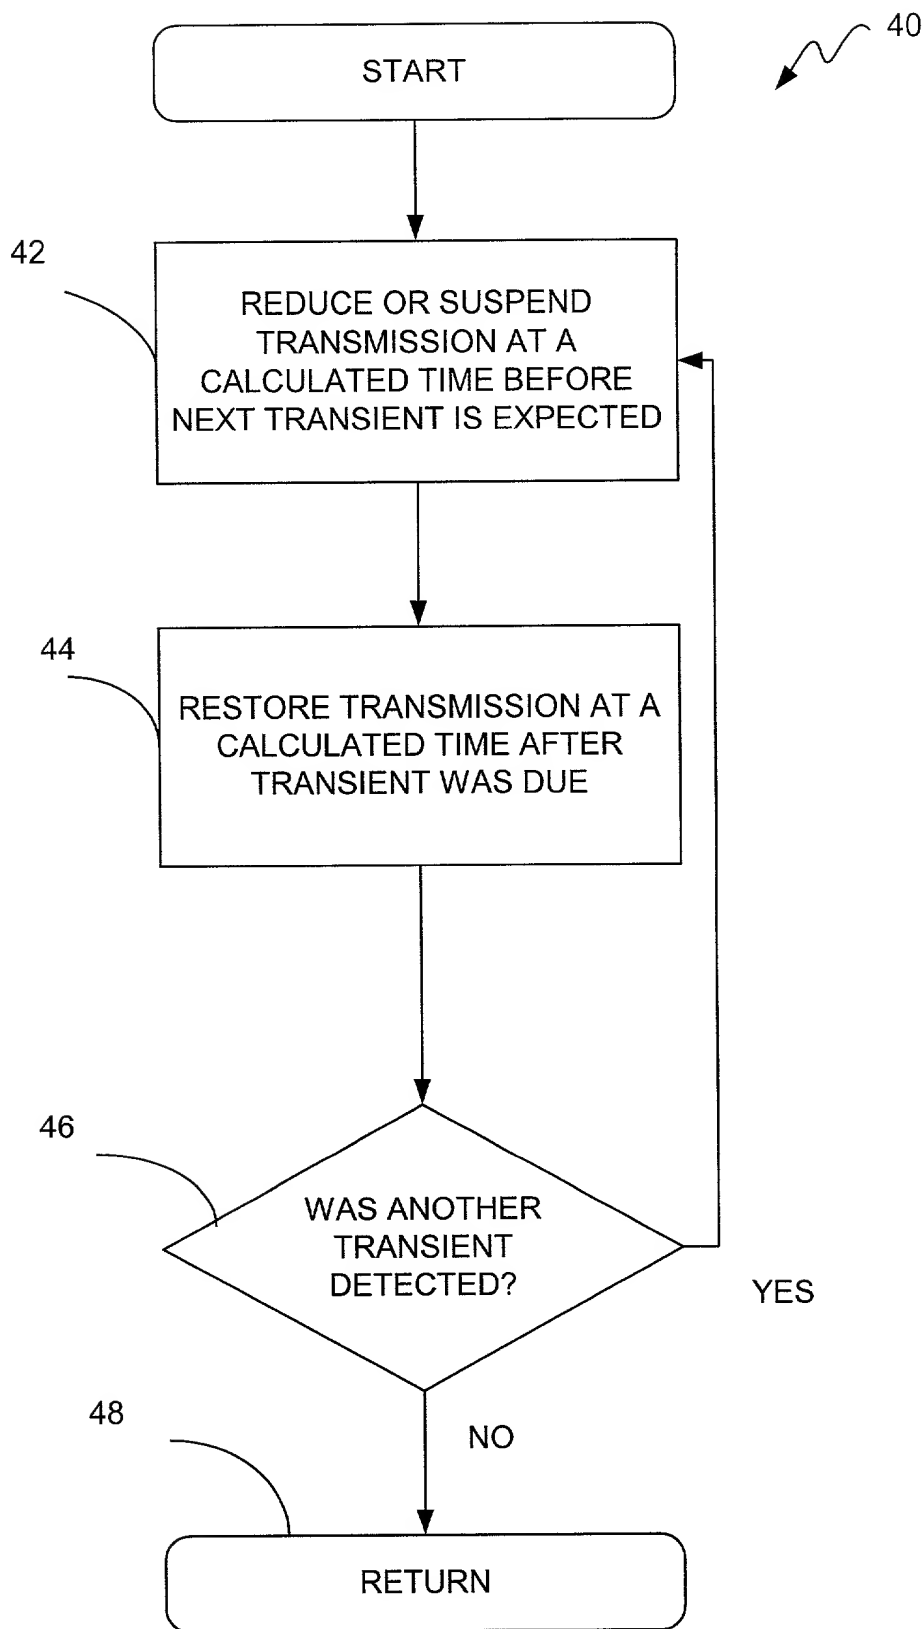 40
START
42
REDUCE OR SUSPEND
TRANSMISSION AT A
CALCULATED TIME BEFORE
NEXT TRANSIENT IS EXPECTED
44
RESTORE TRANSMISSION AT A
CALCULATED TIME AFTER
TRANSIENT WAS DUE
46
WAS ANOTHER
TRANSIENT
DETECTED?
YES
48
NO
RETURN